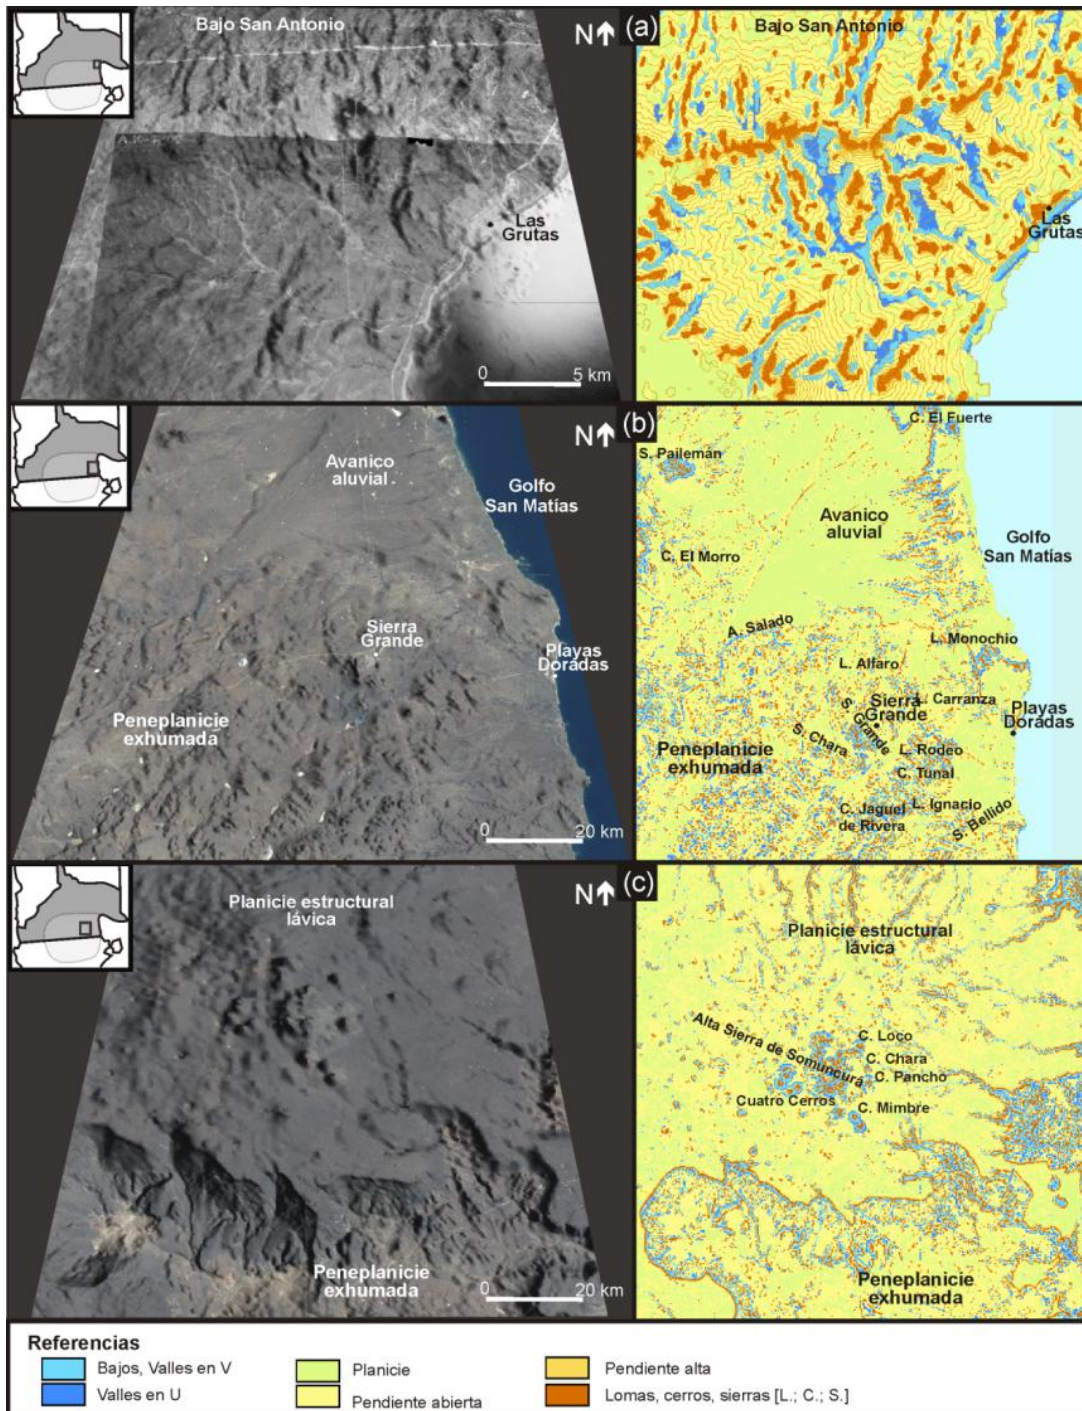 Bajo San Antonio
N
(a)
Las
Grutas
0
5 km
Bajo San Antonio
Las
Grutas
Avanico
aluvial
N
Golfo
San Matías
Sierra
Grande
Playas
Doradas
Peneplanicie
exhumada
0
20 km
(b)
C. El Fuerte
S. Pailemán
Avanico
aluvial
Golfo
San Matías
C. El Morro
A. Salado
L. Monochio
L. Alfaro
L. Carranza
Sierra
Grande
S. Grande
Playas
Doradas
S. Chara
Peneplanicie
exhumada
L. Rodeo
C. Tunal
C. Jaguel
de Rivera
L. Ignacio
S. Bellido
Planicie estructural
lávica
N
Peneplanicie
exhumada
0
20 km
(c)
Planicie estructural
lávica
Alta Sierra de Somuncurá
C. Loco
C. Chara
C. Pancho
Cuatro Cerros
C. Mimbre
Peneplanicie
exhumada
Referencias
Bajos, Valles en V
Planicie
Pendiente alta
Valles en U
Pendiente abierta
Lomas, cerros, sierras [L.; C.; S.]